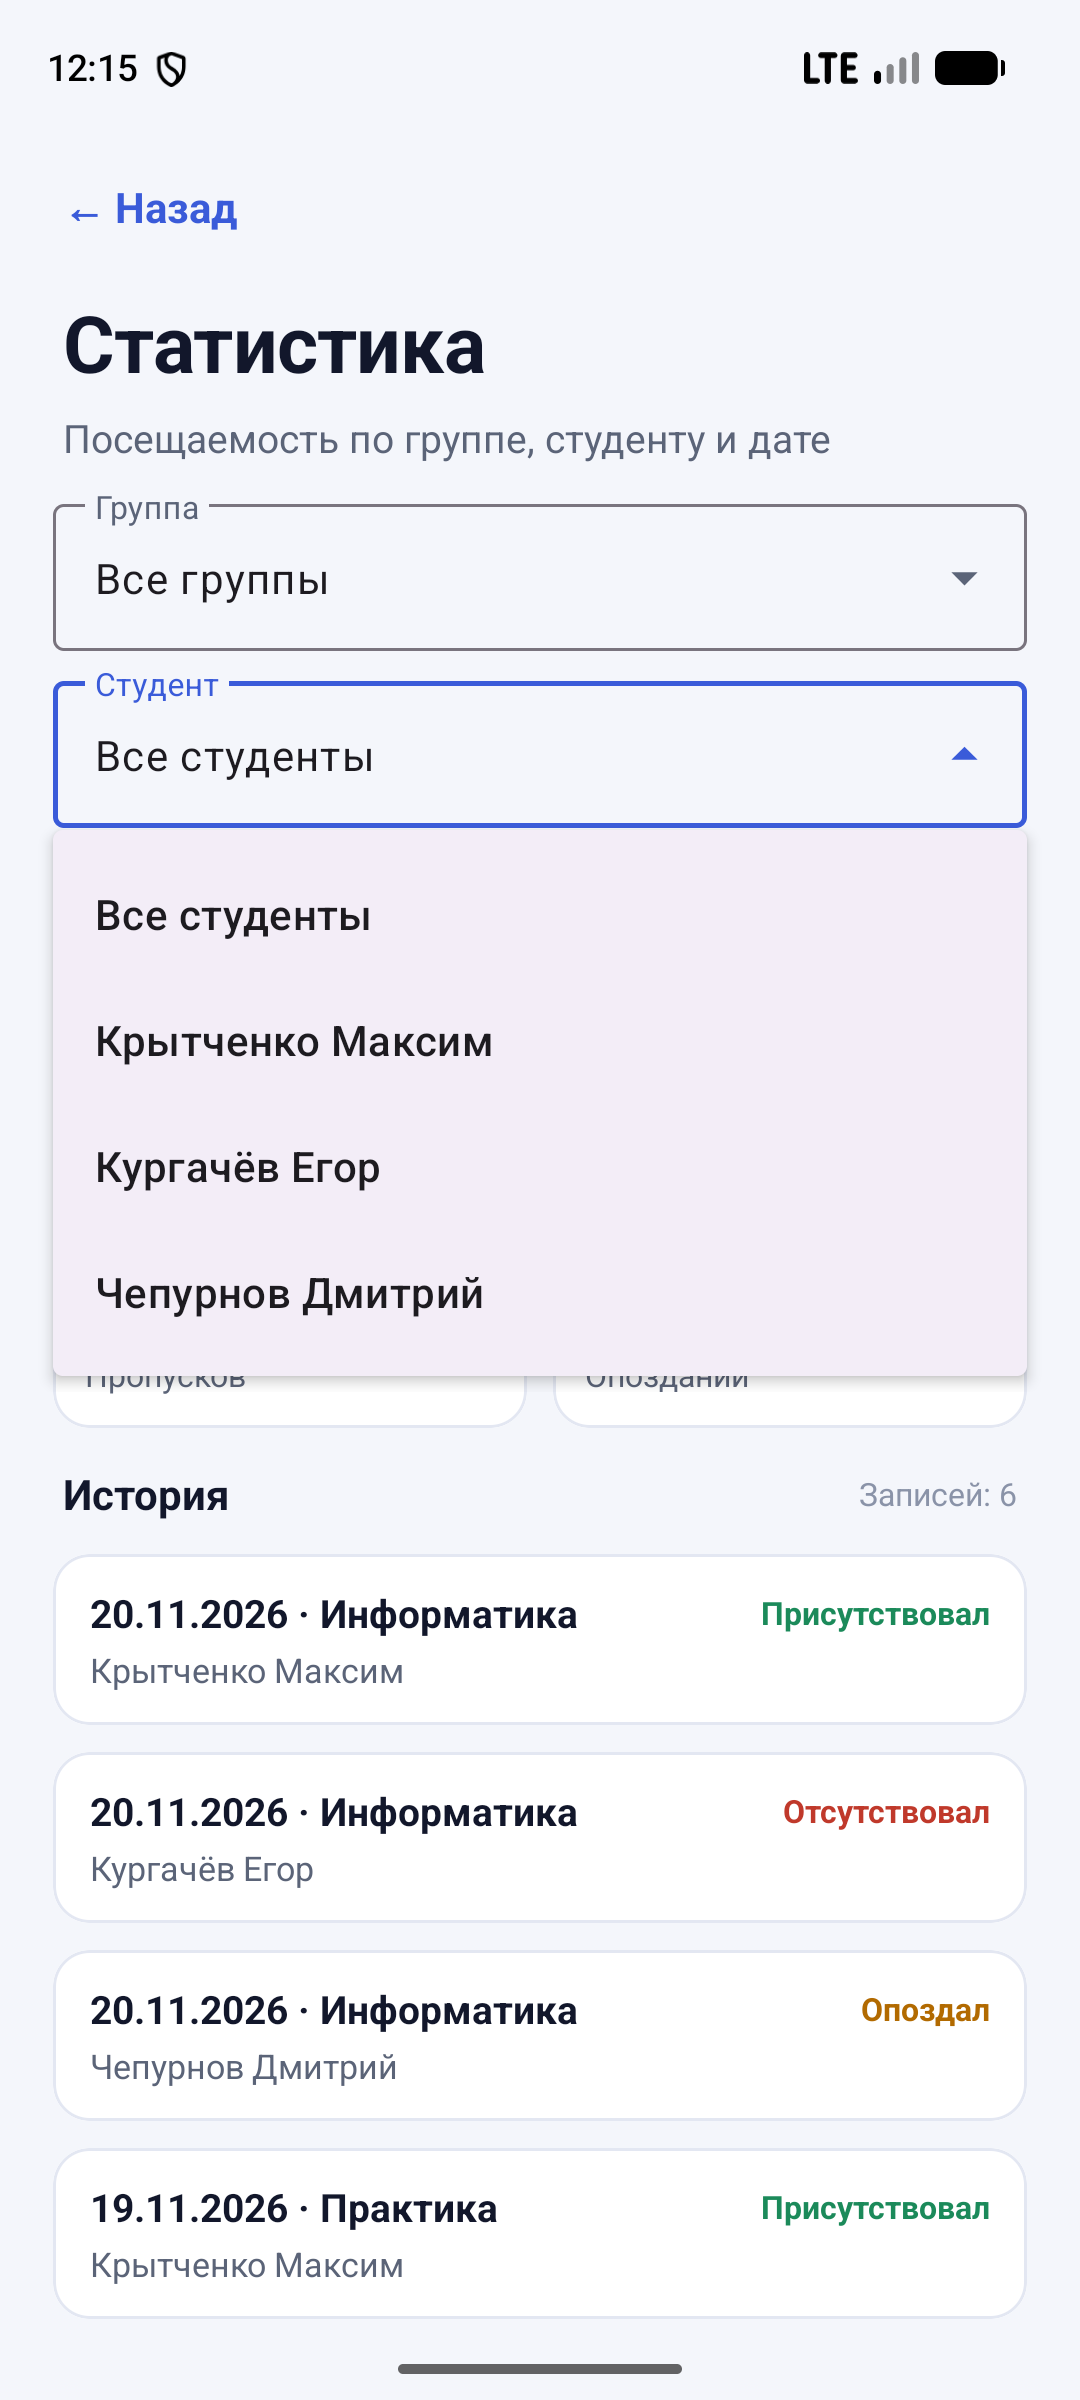 12:15
LTE
← Назад
Статистика
Посещаемость по группе, студенту и дате
Группа
Все группы
Студент
Все студенты
Все студенты
Крытченко Максим
Кургачёв Егор
Чепурнов Дмитрий
Пропусков
Опозданий
История
Записей: 6
20.11.2026 · Информатика
Присутствовал
Крытченко Максим
20.11.2026 · Информатика
Отсутствовал
Кургачёв Егор
20.11.2026 · Информатика
Опоздал
Чепурнов Дмитрий
19.11.2026 · Практика
Присутствовал
Крытченко Максим